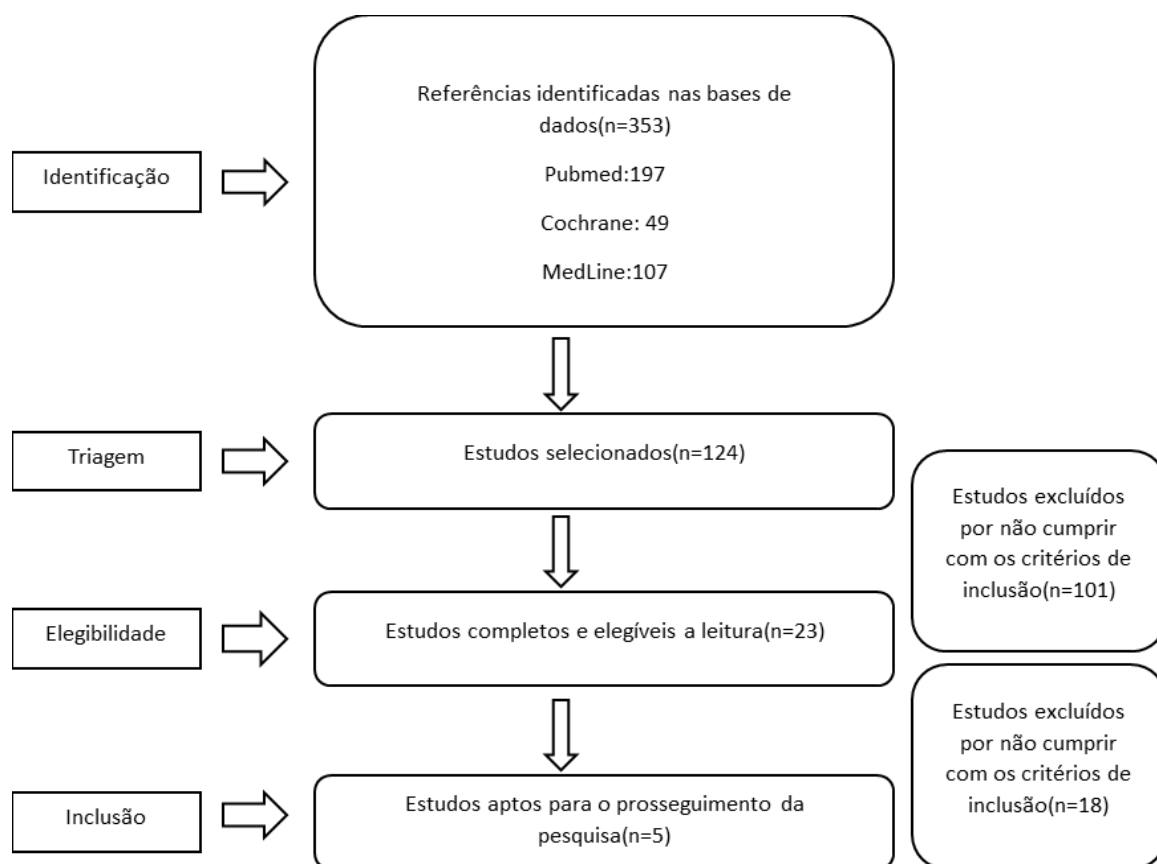 Identificação
Referências identificadas nas bases de
dados(n=353)
Pubmed:197
Cochrane: 49
MedLine:107
Triagem
Estudos selecionados(n=124)
Estudos excluídos
por não cumprir
com os critérios de
inclusão(n=101)
Elegibilidade
Estudos completos e elegíveis a leitura(n=23)
Estudos excluídos
por não cumprir
com os critérios de
inclusão(n=18)
Inclusão
Estudos aptos para o prosseguimento da
pesquisa(n=5)